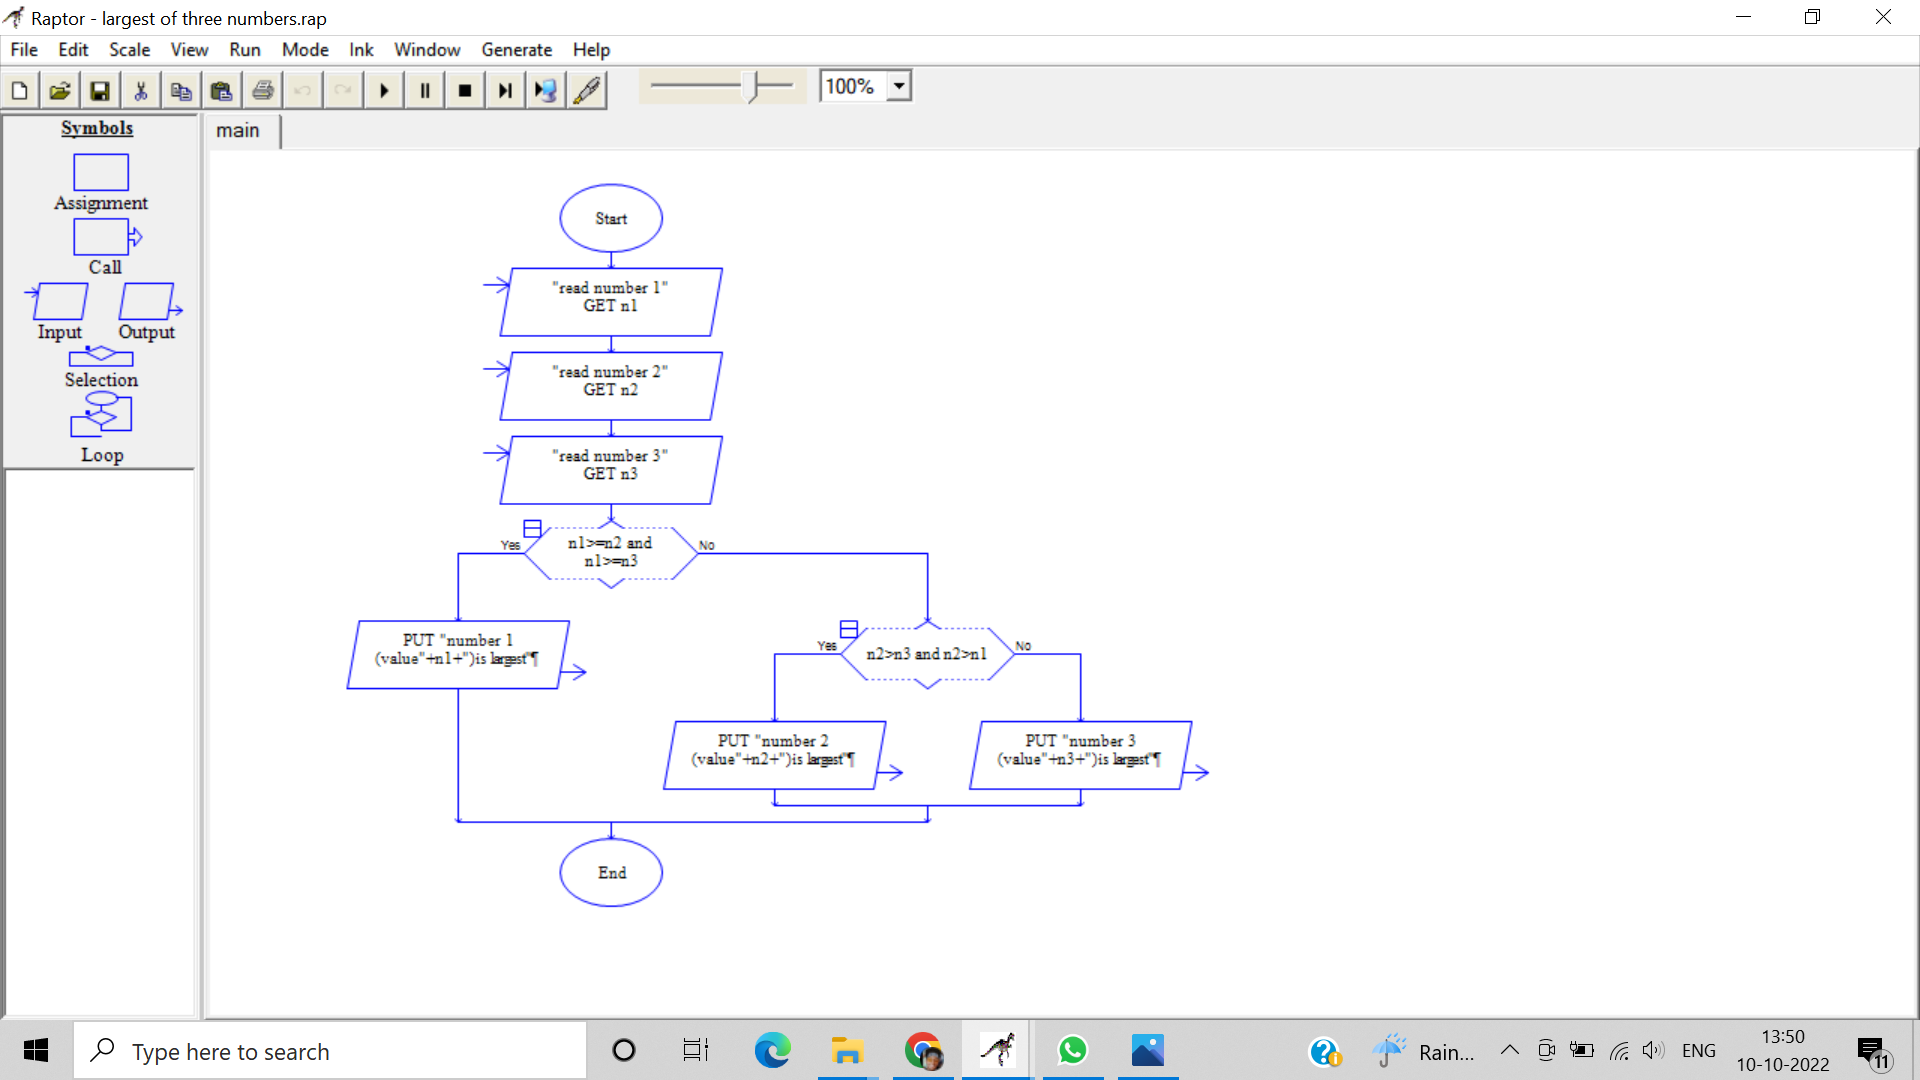 Raptor - largest of three numbers.rap
File Edit Scale View Run Mode Ink Window Generate Help
100%
Symbols
Assignment
Call
Input Output
Selection
Loop
main
Start
"read number 1"
GET n1
"read number 2"
GET n2
"read number 3"
GET n3
Yes n1>=n2 and No
n1>=n3
PUT "number 1
(value"+n1+")is largest"¶
Yes n2>n3 and n2>n1 No
PUT "number 2
(value"+n2+")is largest"¶
PUT "number 3
(value"+n3+")is largest"¶
End
Type here to search
Rain...
ENG
13:50
10-10-2022
11